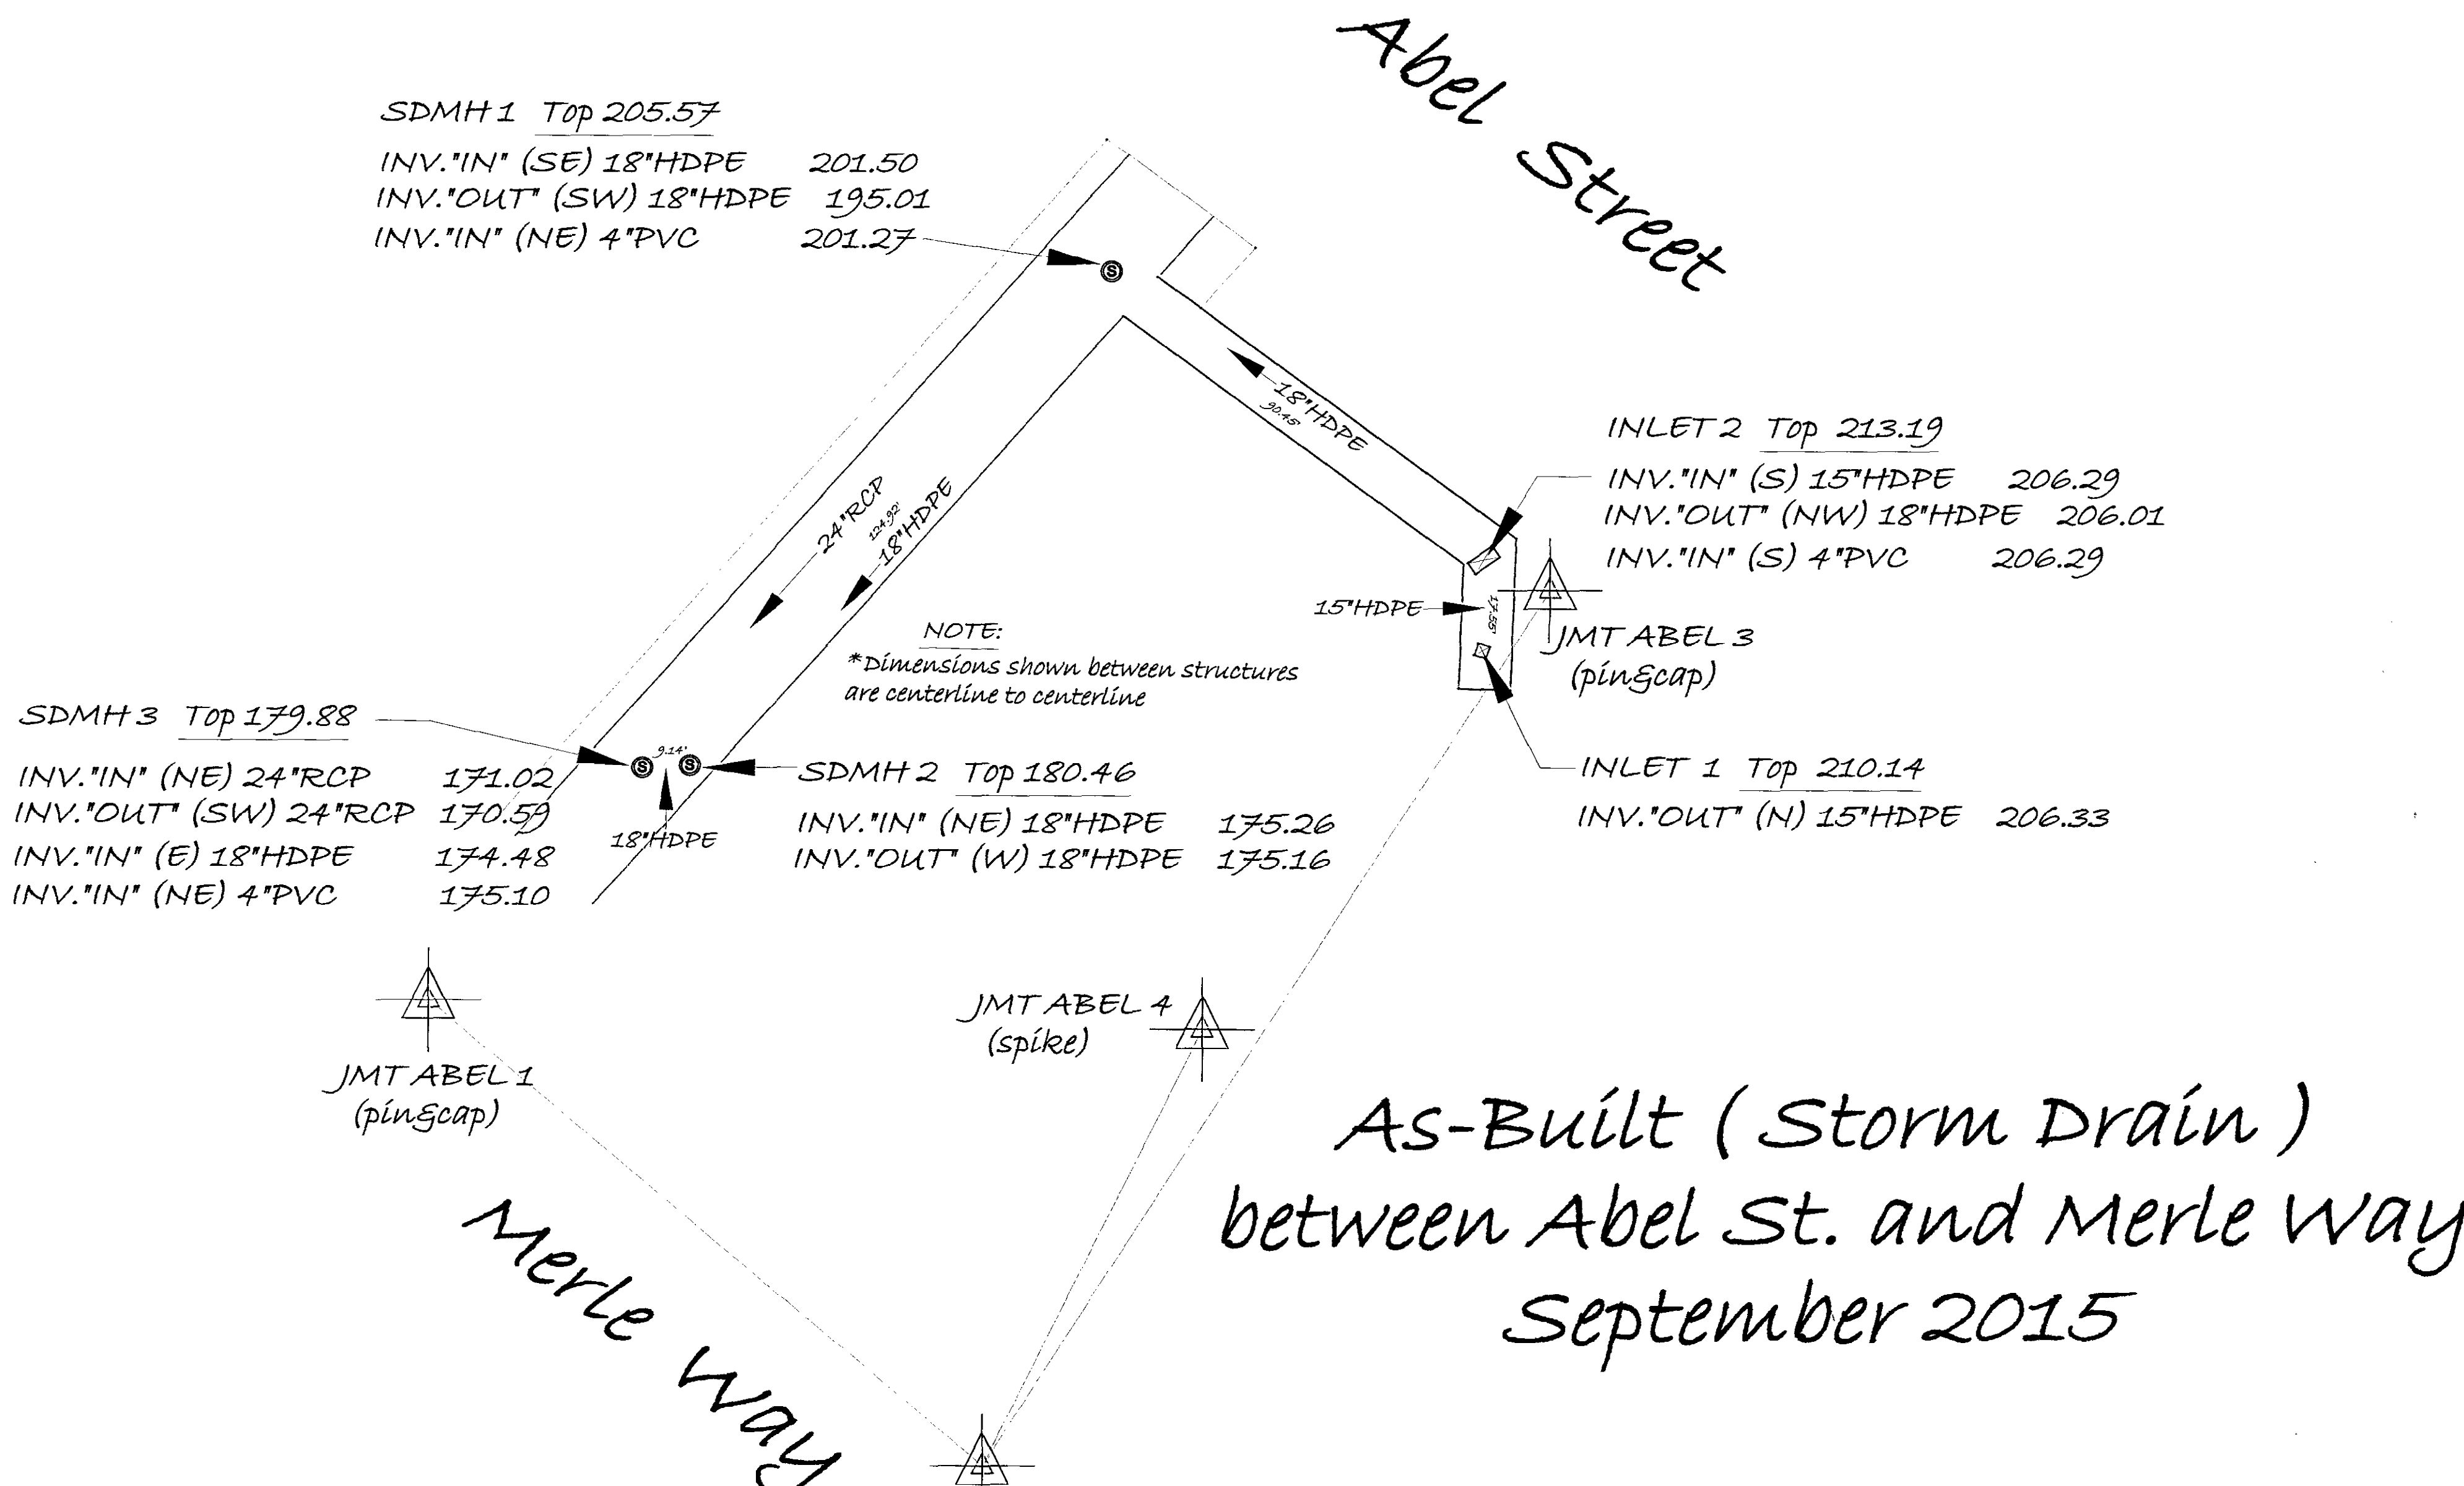 Abel Street
SDMH 1 Top 205.57
INV."IN" (SE) 18"HDPE 201.50
INV."OUT" (SW) 18"HDPE 195.01
INV."IN" (NE) 4"PVC 201.27
S
18"HDPE
90.45'
INLET 2 Top 213.19
INV."IN" (S) 15"HDPE 206.29
INV."OUT" (NW) 18"HDPE 206.01
INV."IN" (S) 4"PVC 206.29
24"RCP
124.92'
18"HDPE
15"HDPE
17.55'
JMT ABEL 3
(pin&cap)
NOTE:
*Dimensions shown between structures
are centerline to centerline
SDMH 3 Top 179.88
INV."IN" (NE) 24"RCP 171.02
INV."OUT" (SW) 24"RCP 170.59
INV."IN" (E) 18"HDPE 174.48
INV."IN" (NE) 4"PVC 175.10
S
9.14'
S
18"HDPE
SDMH 2 Top 180.46
INV."IN" (NE) 18"HDPE 175.26
INV."OUT" (W) 18"HDPE 175.16
INLET 1 Top 210.14
INV."OUT" (N) 15"HDPE 206.33
JMT ABEL 1
(pin&cap)
JMT ABEL 4
(spike)
Merle Way
As-Built ( Storm Drain )
between Abel St. and Merle Way
September 2015